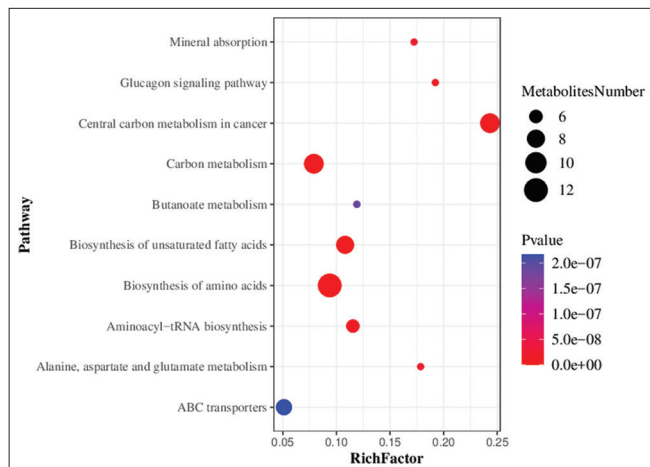 Mineral absorption
Glucagon signaling pathway
Central carbon metabolism in cancer
Carbon metabolism
Butanoate metabolism
Biosynthesis of unsaturated fatty acids
Biosynthesis of amino acids
Aminoacyl−tRNA biosynthesis
Alanine, aspartate and glutamate metabolism
ABC transporters
Pathway
0.05 0.10 0.15 0.20 0.25
RichFactor
MetabolitesNumber
6
8
10
12
Pvalue
2.0e−07
1.5e−07
1.0e−07
5.0e−08
0.0e+00